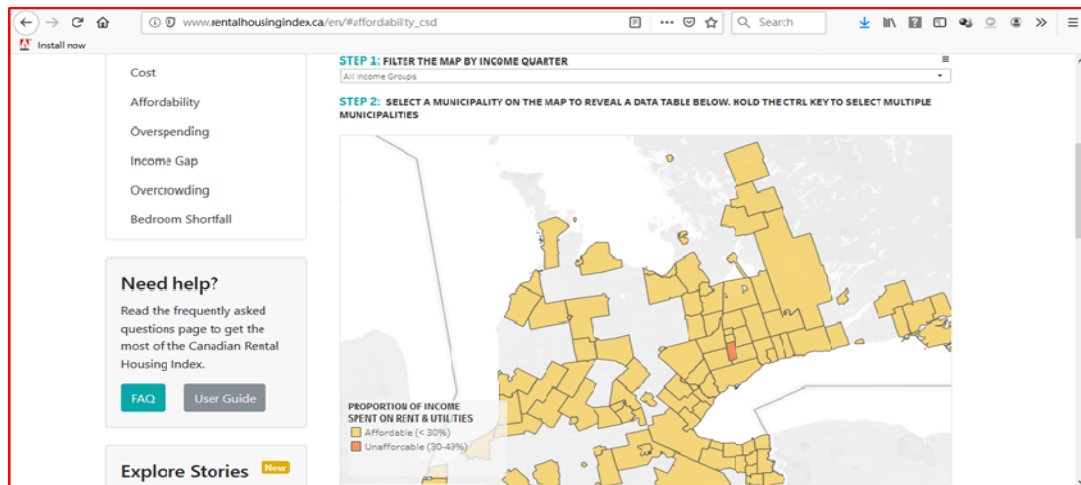 www.rentalhousingindex.ca/en/#affordability_csd
Search
Install now
Cost
Affordability
Overspending
Income Gap
Overcrowding
Bedroom Shortfall
Need help?
Read the frequently asked
questions page to get the
most of the Canadian Rental
Housing Index.
FAQ
User Guide
Explore Stories New
STEP 1: FILTER THE MAP BY INCOME QUARTER
All Income Groups
STEP 2: SELECT A MUNICIPALITY ON THE MAP TO REVEAL A DATA TABLE BELOW. HOLD THE CTRL KEY TO SELECT MULTIPLE
MUNICIPALITIES
PROPORTION OF INCOME
SPENT ON RENT & UTILITIES
Affordable (< 30%)
Unaffordable (30-49%)